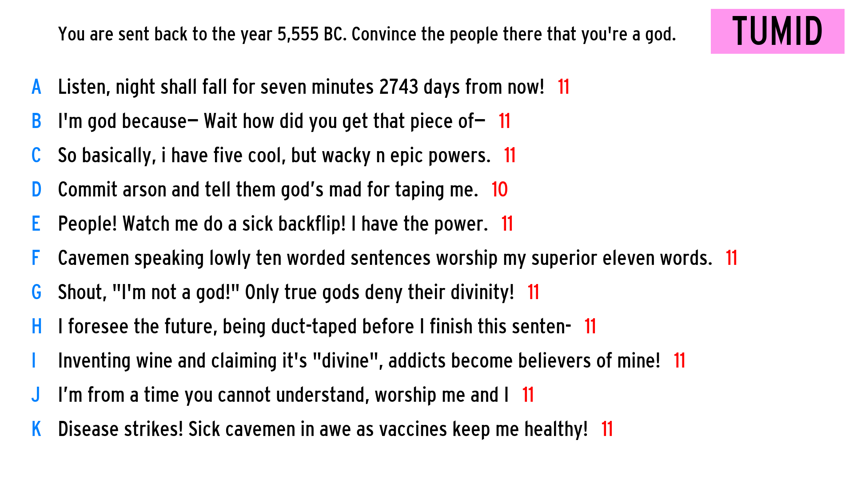 You are sent back to the year 5,555 BC. Convince the people there that you're a god.
TUMID
A Listen, night shall fall for seven minutes 2743 days from now! 11
B I'm god because— Wait how did you get that piece of— 11
C So basically, i have five cool, but wacky n epic powers. 11
D Commit arson and tell them god’s mad for taping me. 10
E People! Watch me do a sick backflip! I have the power. 11
F Cavemen speaking lowly ten worded sentences worship my superior eleven words. 11
G Shout, "I'm not a god!" Only true gods deny their divinity! 11
H I foresee the future, being duct-taped before I finish this senten- 11
I Inventing wine and claiming it's "divine", addicts become believers of mine! 11
J I’m from a time you cannot understand, worship me and I 11
K Disease strikes! Sick cavemen in awe as vaccines keep me healthy! 11